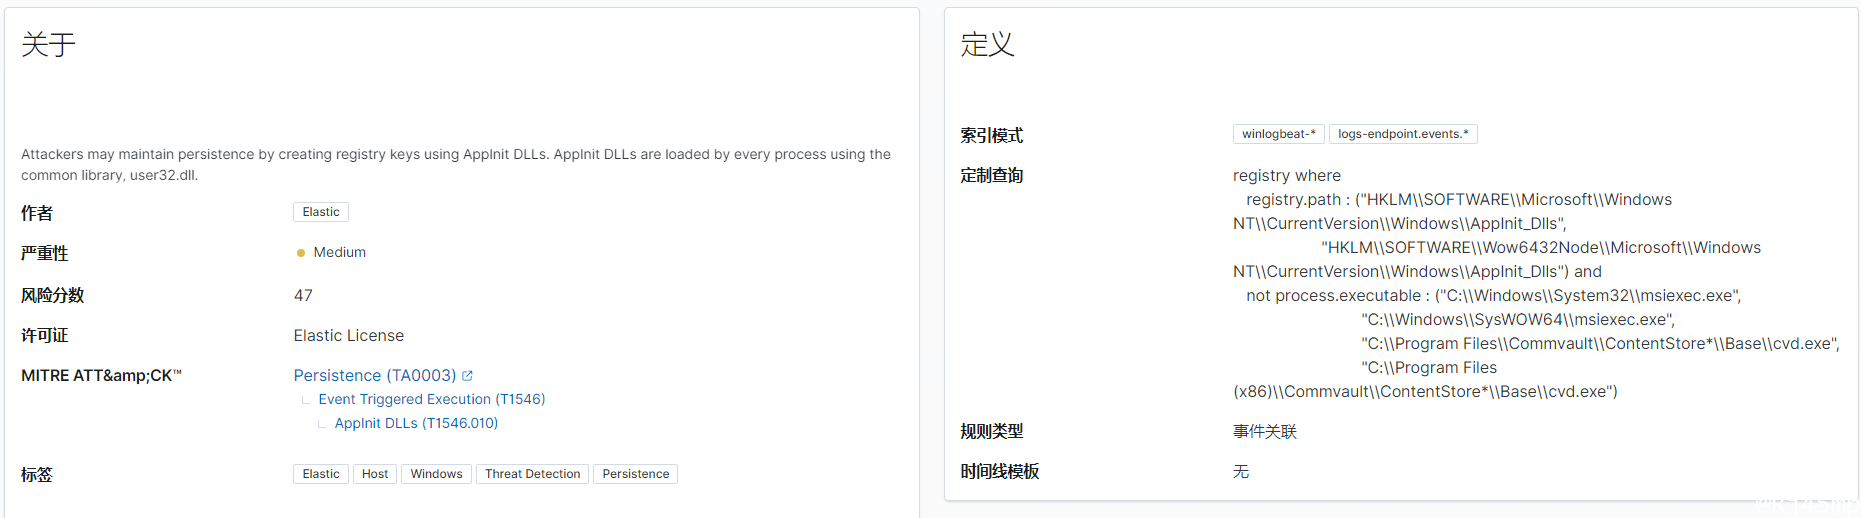 关于
Attackers may maintain persistence by creating registry keys using AppInit DLLs. AppInit DLLs are loaded by every process using the
common library, user32.dll.
作者 Elastic
严重性 Medium
风险分数 47
许可证 Elastic License
MITRE ATT&amp;CK™ Persistence (TA0003)
Event Triggered Execution (T1546)
AppInit DLLs (T1546.010)
标签 Elastic Host Windows Threat Detection Persistence
定义
索引模式 winlogbeat-* logs-endpoint.events.*
定制查询 registry where
registry.path : ("HKLM\\SOFTWARE\\Microsoft\\Windows
NT\\CurrentVersion\\Windows\\AppInit_Dlls",
"HKLM\\SOFTWARE\\Wow6432Node\\Microsoft\\Windows
NT\\CurrentVersion\\Windows\\AppInit_Dlls") and
not process.executable : ("C:\\Windows\\System32\\msiexec.exe",
"C:\\Windows\\SysWOW64\\msiexec.exe",
"C:\\Program Files\\Commvault\\ContentStore*\\Base\\cvd.exe",
"C:\\Program Files
(x86)\\Commvault\\ContentStore*\\Base\\cvd.exe")
规则类型 事件关联
时间线模板 无